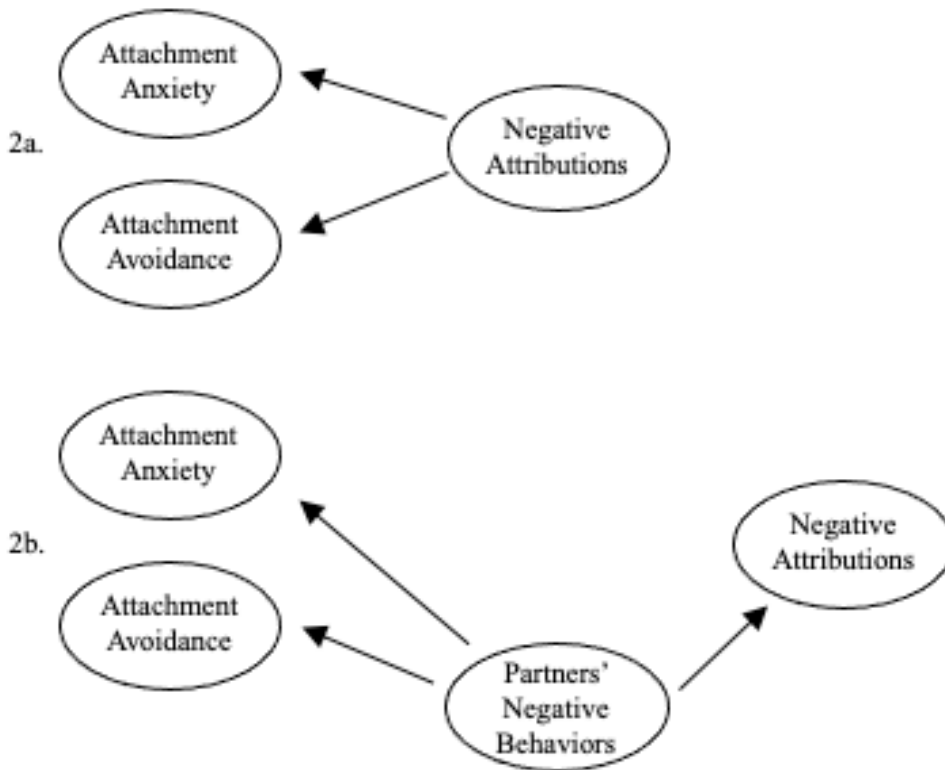 Attachment
Anxiety
2a.
Negative
Attributions
Attachment
Avoidance
Attachment
Anxiety
2b.
Negative
Attributions
Attachment
Avoidance
Partners'
Negative
Behaviors